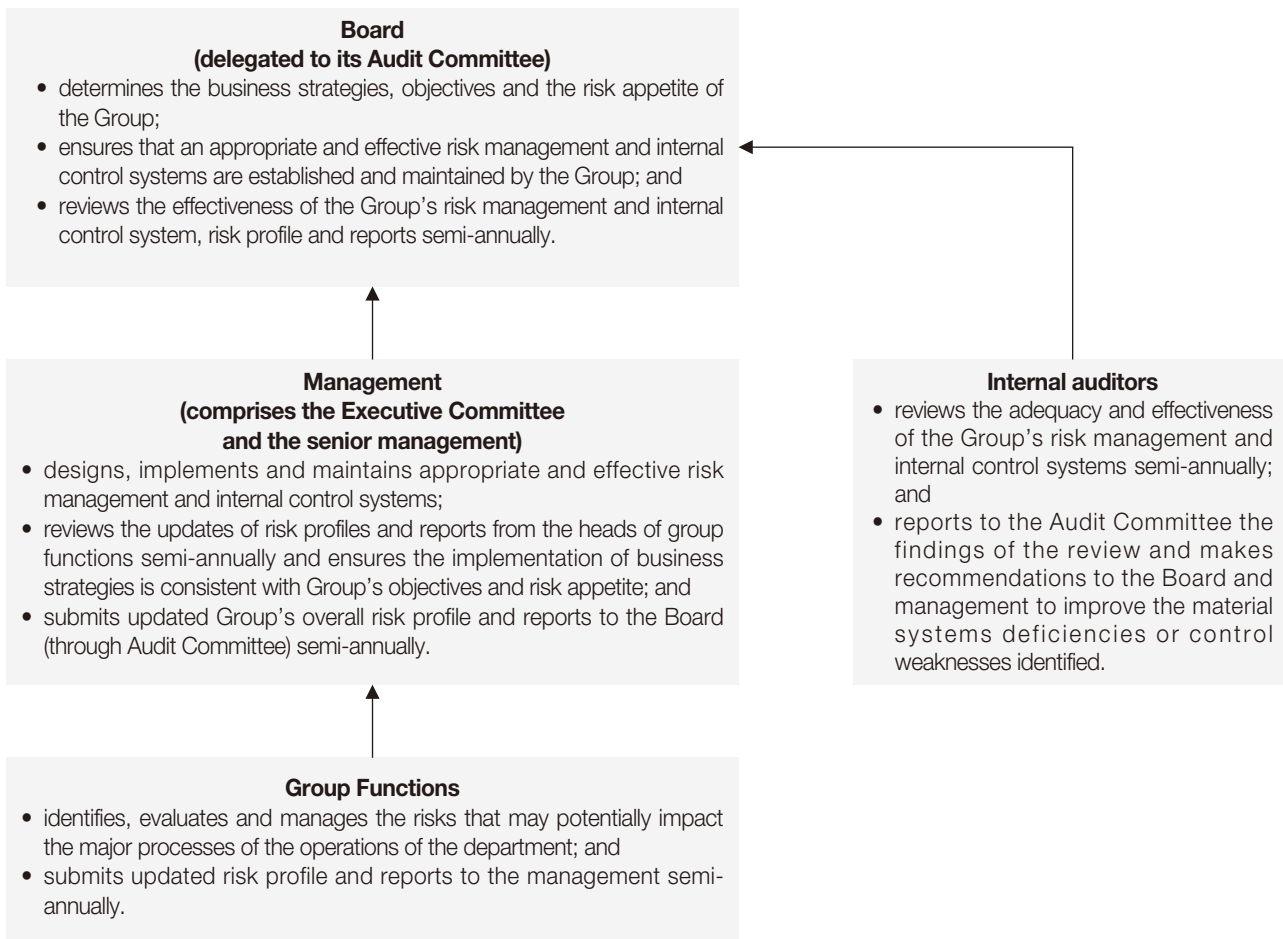 Board
(delegated to its Audit Committee)
• determines the business strategies, objectives and the risk appetite of
the Group;
• ensures that an appropriate and effective risk management and internal
control systems are established and maintained by the Group; and
• reviews the effectiveness of the Group’s risk management and internal
control system, risk profile and reports semi-annually.
Management
(comprises the Executive Committee
and the senior management)
• designs, implements and maintains appropriate and effective risk
management and internal control systems;
• reviews the updates of risk profiles and reports from the heads of group
functions semi-annually and ensures the implementation of business
strategies is consistent with Group’s objectives and risk appetite; and
• submits updated Group’s overall risk profile and reports to the Board
(through Audit Committee) semi-annually.
Internal auditors
• reviews the adequacy and effectiveness
of the Group’s risk management and
internal control systems semi-annually;
and
• reports to the Audit Committee the
findings of the review and makes
recommendations to the Board and
management to improve the material
systems deficiencies or control
weaknesses identified.
Group Functions
• identifies, evaluates and manages the risks that may potentially impact
the major processes of the operations of the department; and
• submits updated risk profile and reports to the management semi-
annually.